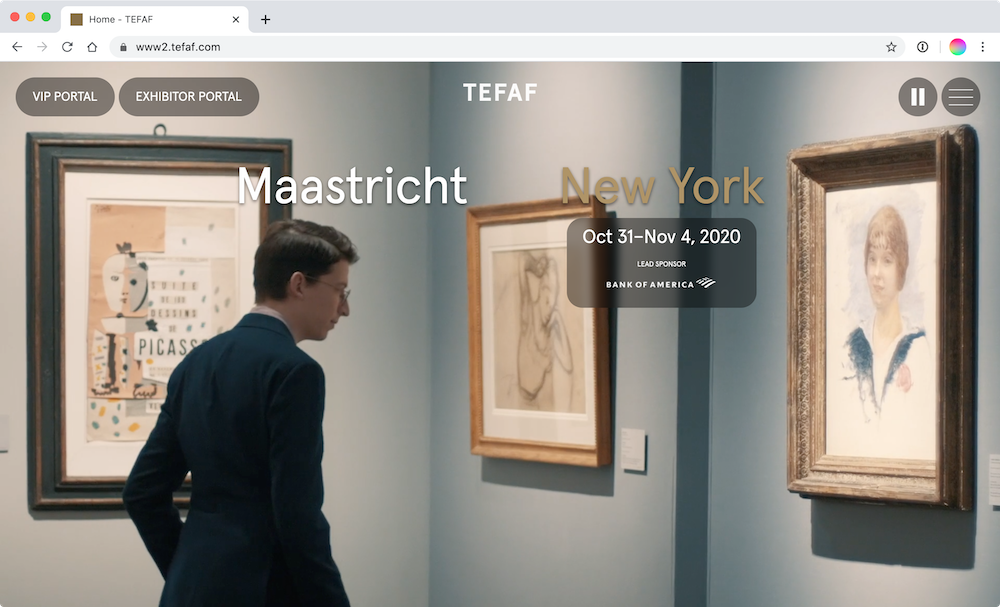 Home - TEFAF
www2.tefaf.com
VIP PORTAL
EXHIBITOR PORTAL
TEFAF
Maastricht
New York
Oct 31–Nov 4, 2020
LEAD SPONSOR
BANK OF AMERICA
SUITE
DE 180
DESSINS
DE
PICASSO